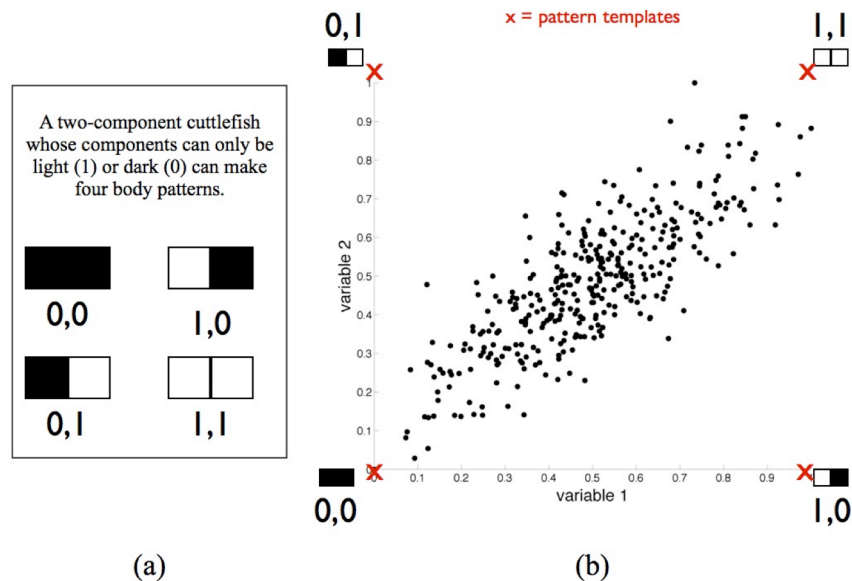 0,1
x = pattern templates
1,1
A two-component cuttlefish
whose components can only be
light (1) or dark (0) can make
four body patterns.
0,0
1,0
0,1
1,1
variable 2
0.9
0.8
0.7
0.6
0.5
0.4
0.3
0.2
0.1
0
0 0.1 0.2 0.3 0.4 0.5 0.6 0.7 0.8 0.9
variable 1
0,0
1,0
(a)
(b)